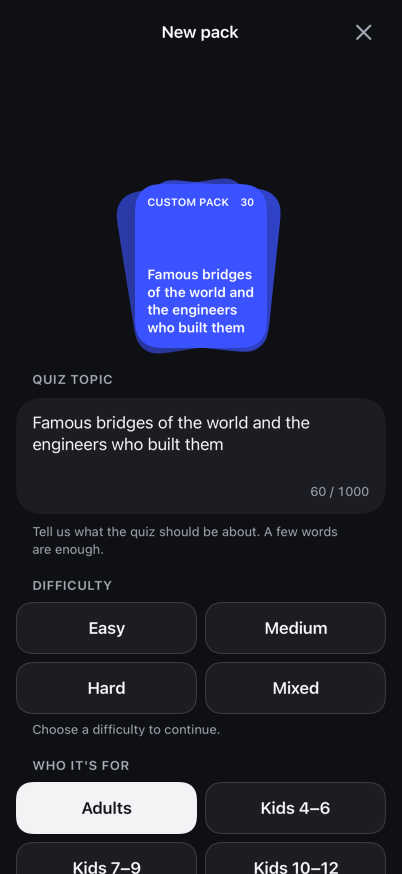 New pack
CUSTOM PACK 30
Famous bridges
of the world and
the engineers
who built them
QUIZ TOPIC
Famous bridges of the world and the
engineers who built them
60 / 1000
Tell us what the quiz should be about. A few words
are enough.
DIFFICULTY
Easy Medium
Hard Mixed
Choose a difficulty to continue.
WHO IT'S FOR
Adults Kids 4–6
Kids 7–9 Kids 10–12